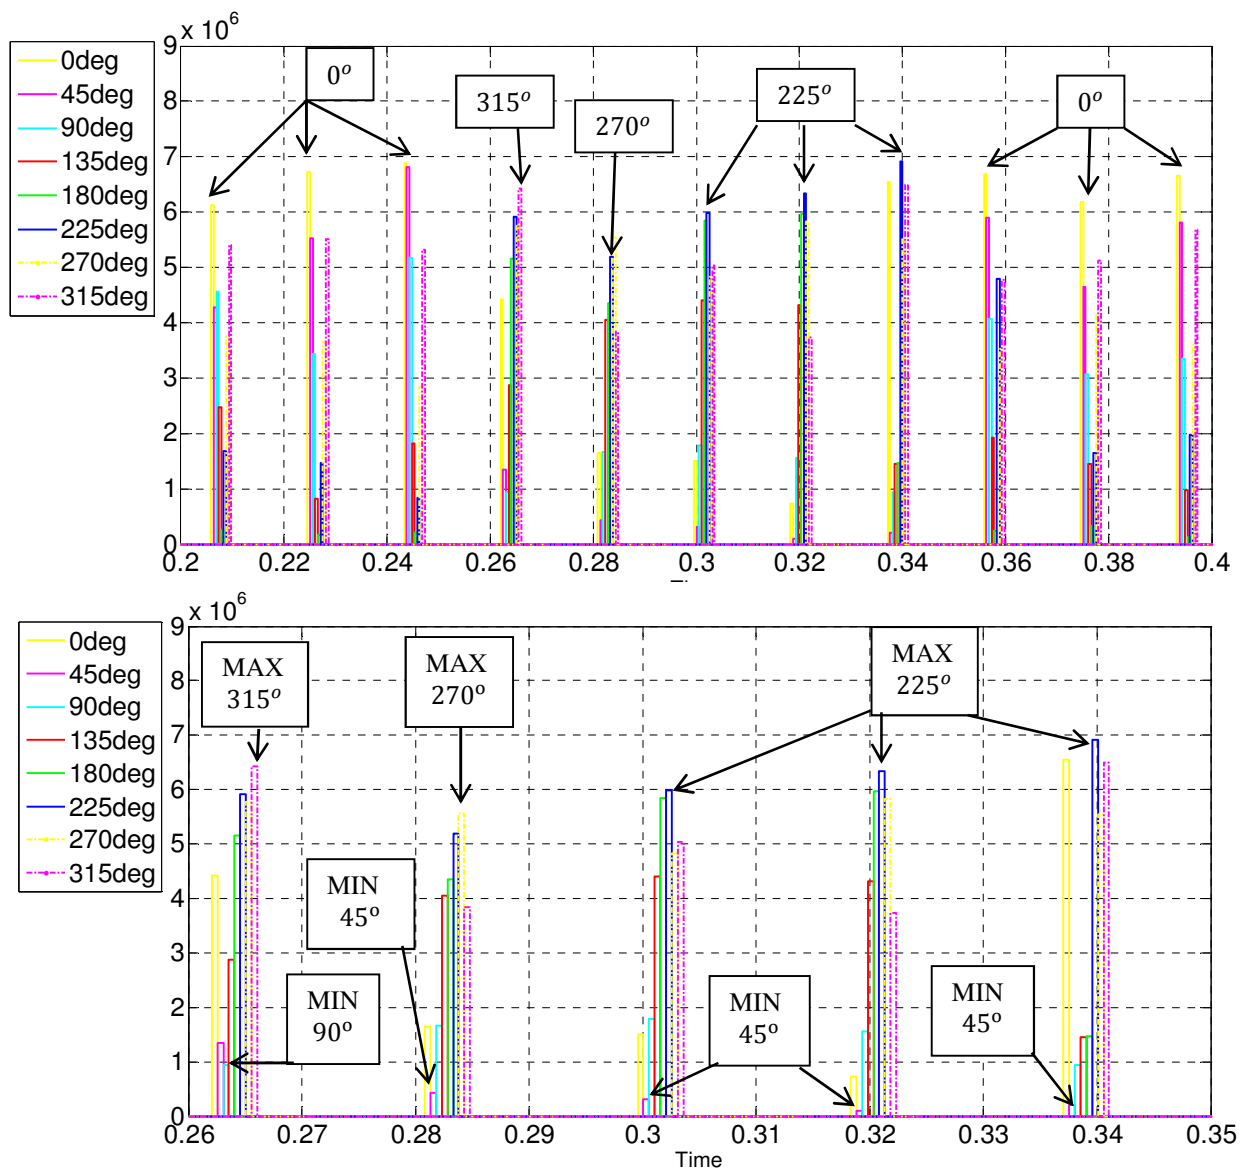 x 10⁶
9
8
7
6
5
4
3
2
1
0
0deg
45deg
90deg
135deg
180deg
225deg
270deg
315deg
0°
315°
270°
225°
0°
0.2 0.22 0.24 0.26 0.28 0.3 0.32 0.34 0.36 0.38 0.4
x 10⁶
9
8
7
6
5
4
3
2
1
0
0deg
45deg
90deg
135deg
180deg
225deg
270deg
315deg
MAX
315°
MAX
270°
MAX
225°
MIN
45°
MIN
90°
MIN
45°
MIN
45°
0.26 0.27 0.28 0.29 0.3 0.31 0.32 0.33 0.34 0.35
Time